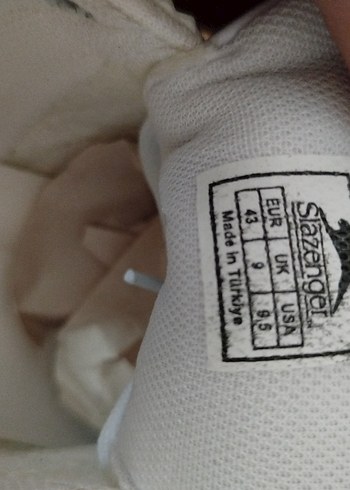 Slazenger
EUR UK USA
43 9 9,5
Made in Türkiye